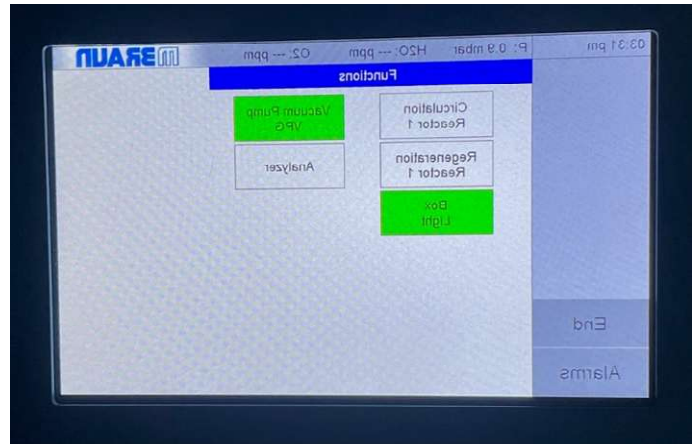 03:31 pm P: 0.9 mbar H2O: --- ppm O2: --- ppm MBRAUN
Functions
Circulation
Reactor 1
Vacuum Pump
VPG
Regeneration
Reactor 1
Analyzer
Box
Light
End
Alarms